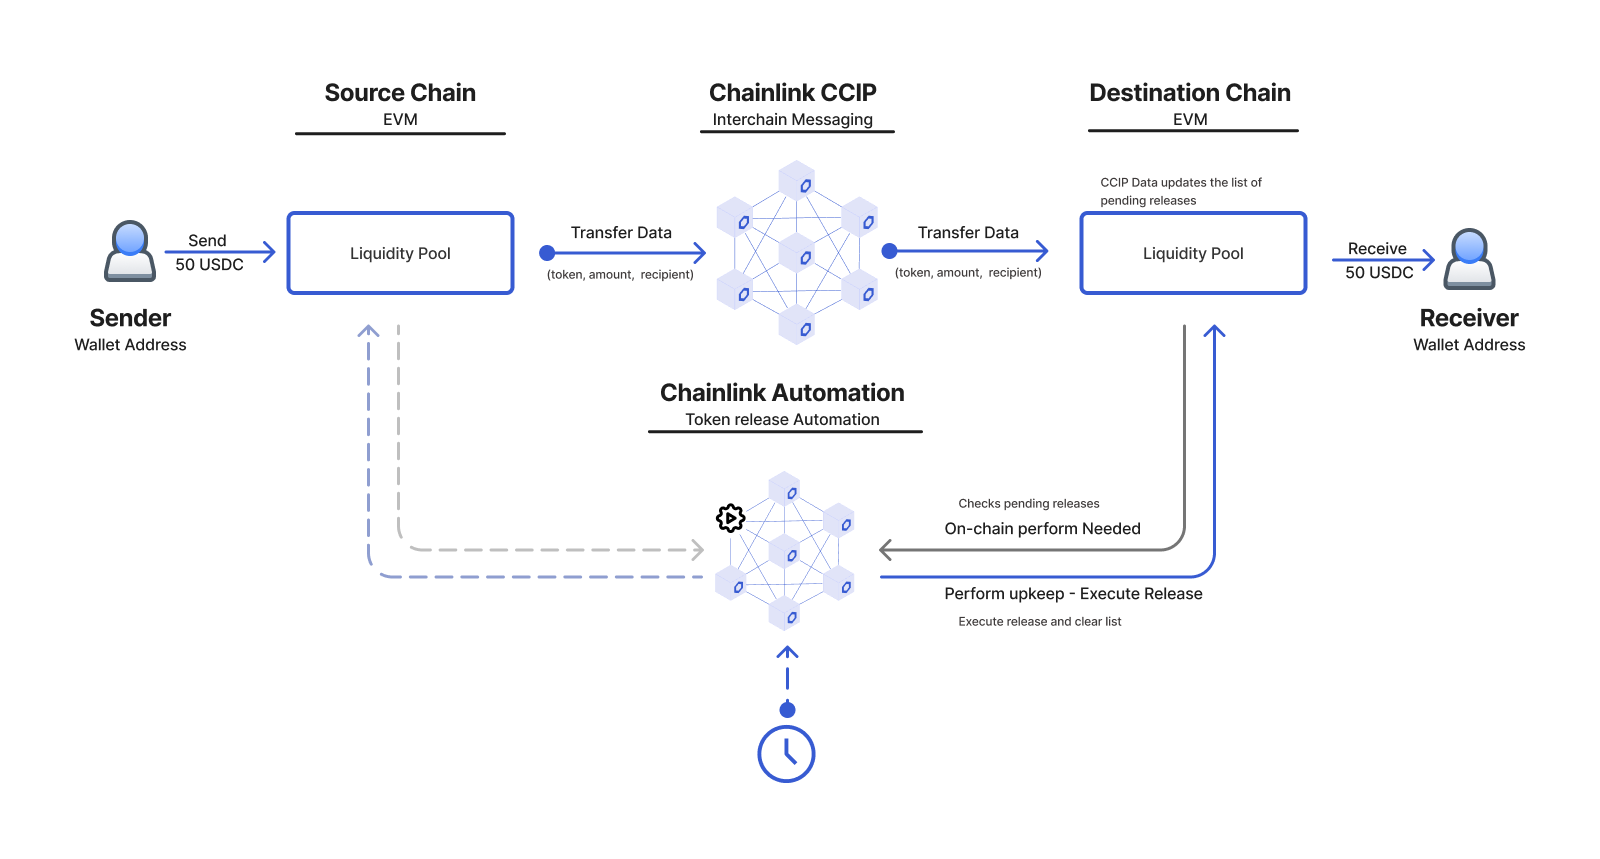 Source Chain
EVM
Chainlink CCIP
Interchain Messaging
Destination Chain
EVM
CCIP Data updates the list of
pending releases
Send
50 USDC
Liquidity Pool
Transfer Data
(token, amount, recipient)
Transfer Data
(token, amount, recipient)
Liquidity Pool
Receive
50 USDC
Sender
Wallet Address
Receiver
Wallet Address
Chainlink Automation
Token release Automation
Checks pending releases
On-chain perform Needed
Perform upkeep - Execute Release
Execute release and clear list